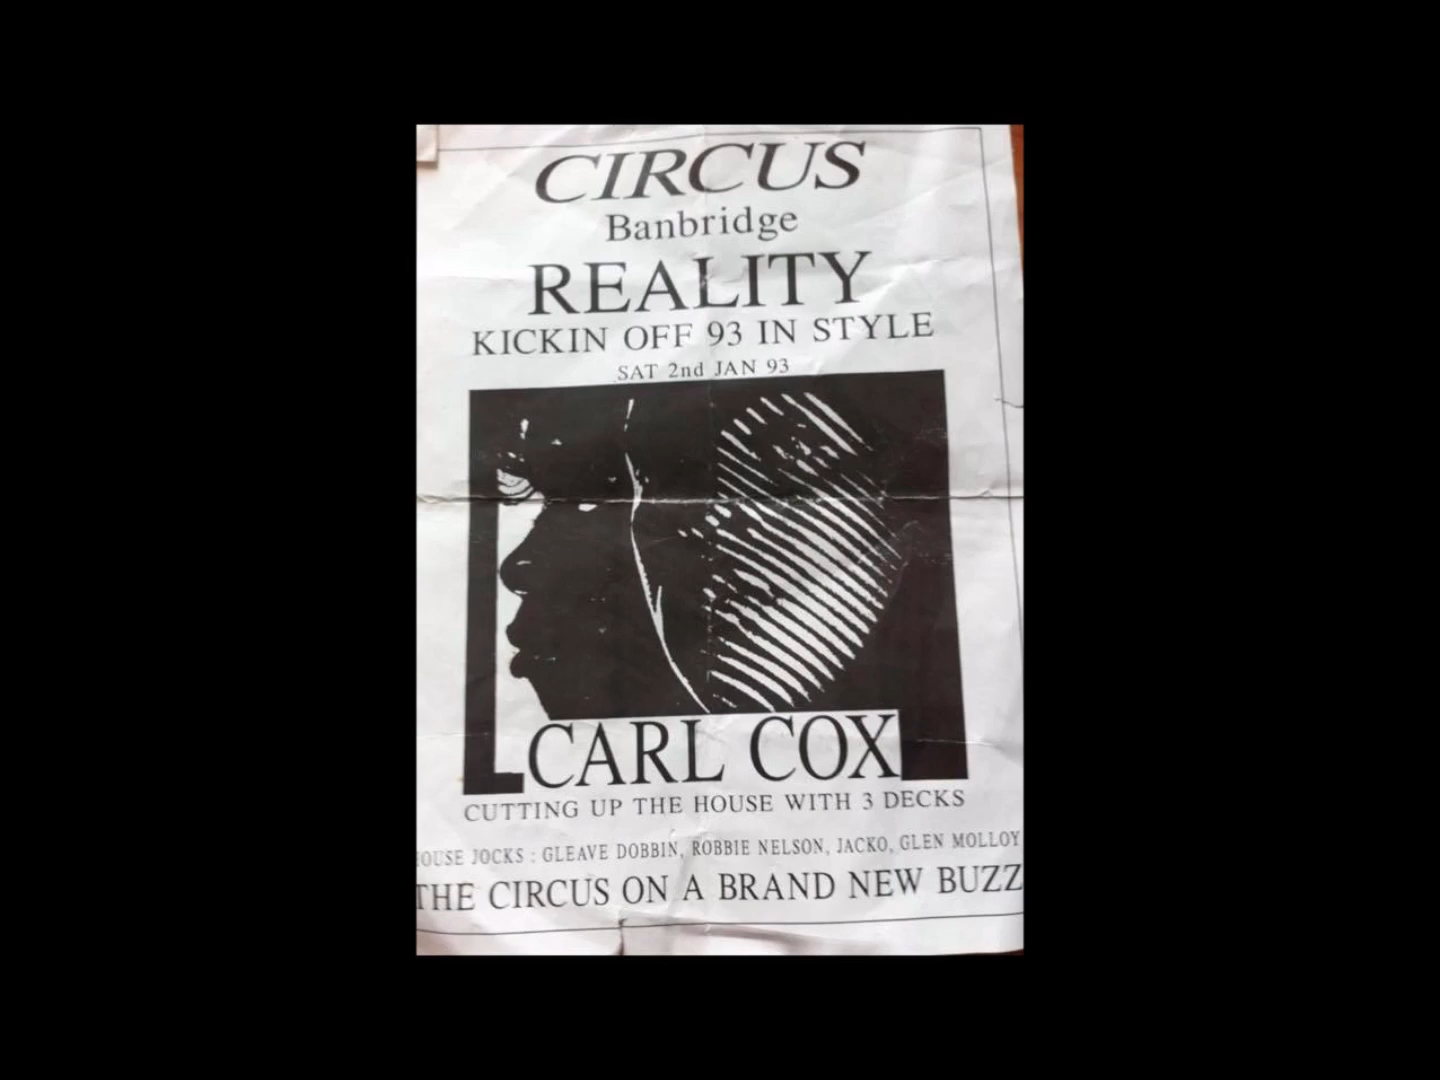 CIRCUS
Banbridge
REALITY
KICKIN OFF 93 IN STYLE
SAT 2nd JAN 93
CARL COX
CUTTING UP THE HOUSE WITH 3 DECKS
OUSE JOCKS : GLEAVE DOBBIN, ROBBIE NELSON, JACKO, GLEN MOLLOY
THE CIRCUS ON A BRAND NEW BUZZ